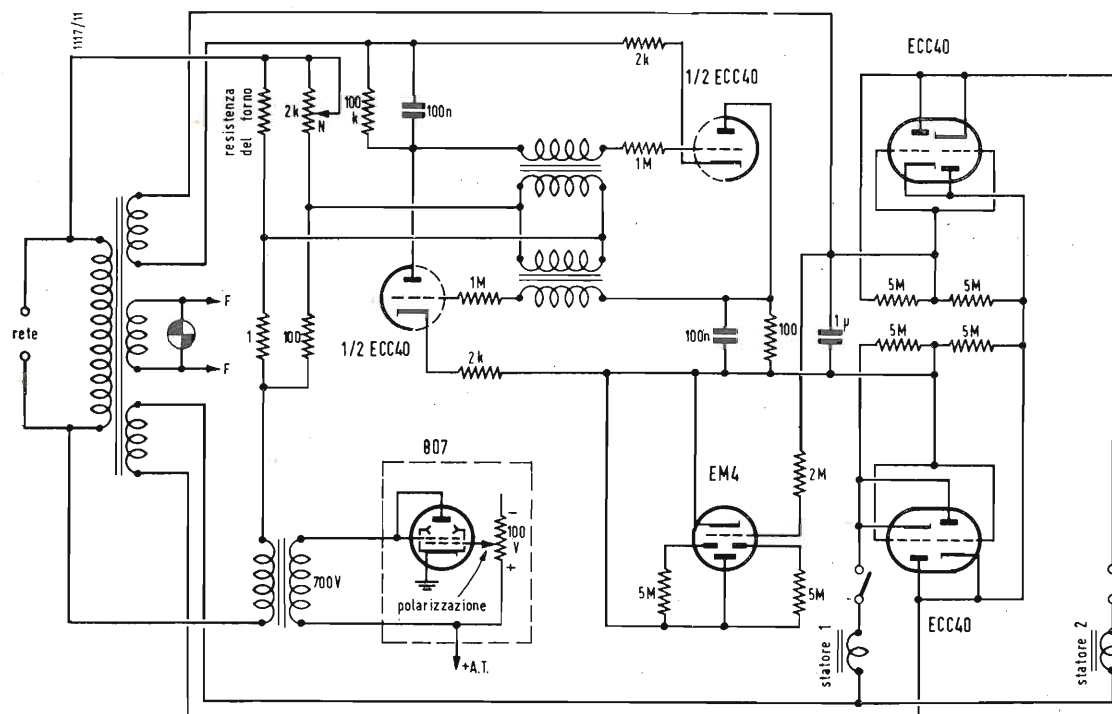 1117/11
ECC40
2k
1/2 ECC40
resistenza
del forno
2k
N
100
k
100n
1M
1M
5M
5M
5M
5M
F
rete
F
1
100
1/2 ECC40
2k
100n
100
1µ
807
EM4
2M
-
100
V
+
700V
polarizzazione
5M
5M
ECC40
+A.T.
statore 1
statore 2